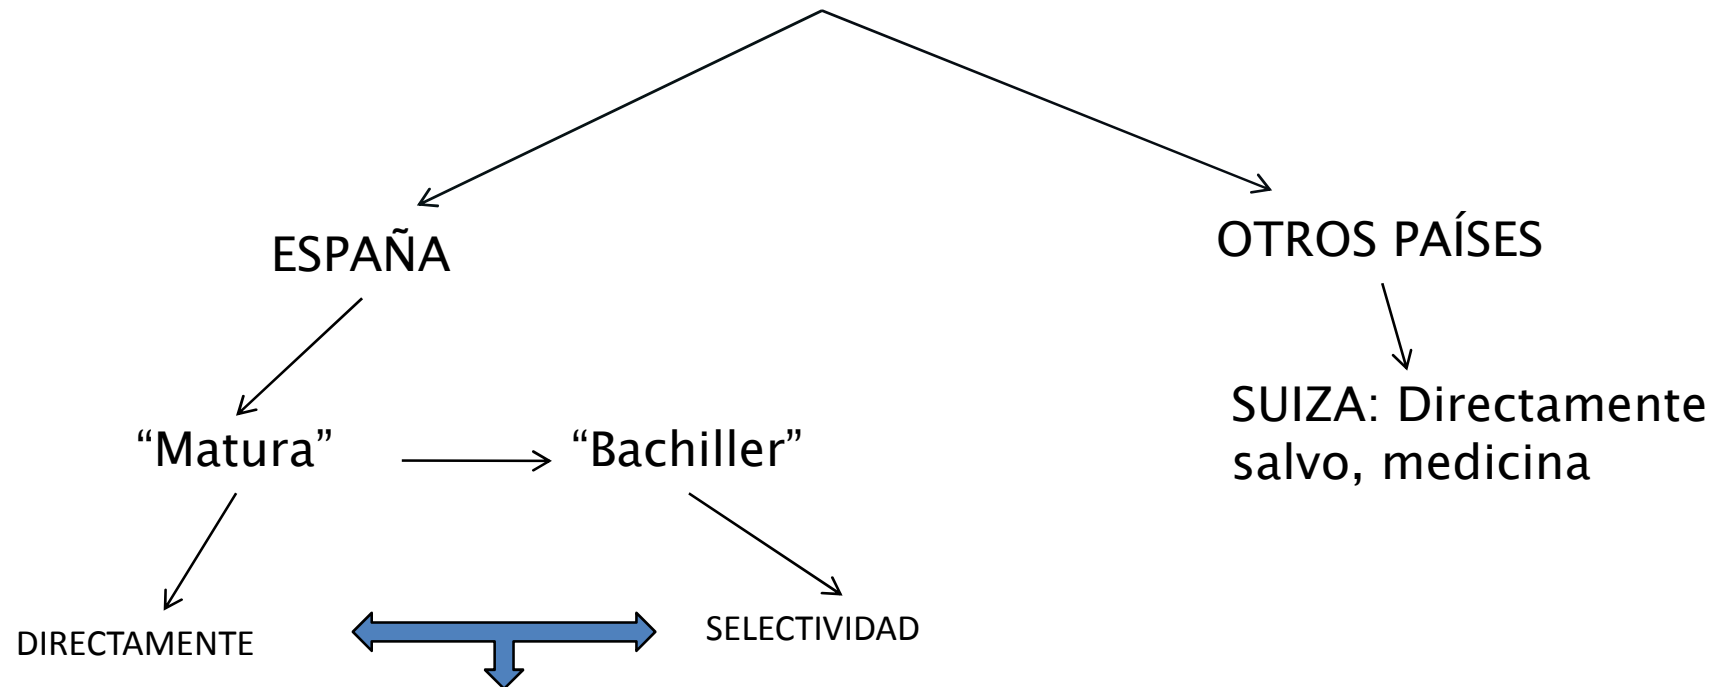 ESPAÑA
OTROS PAÍSES
“Matura”
“Bachiller”
SUIZA: Directamente
salvo, medicina
DIRECTAMENTE
SELECTIVIDAD